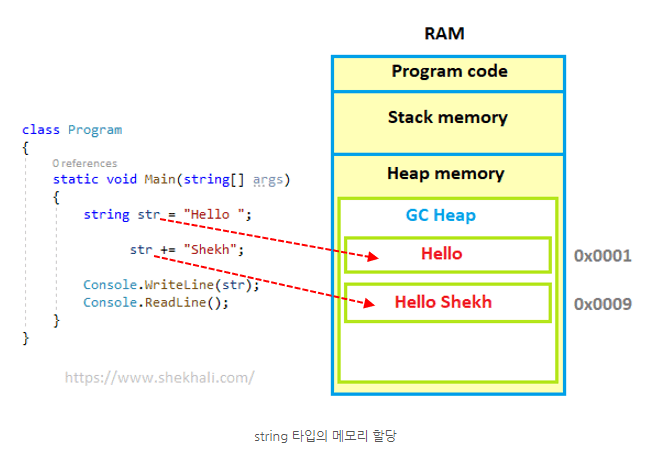 RAM
Program code
Stack memory
Heap memory
GC Heap
Hello
0x0001
Hello Shekh
0x0009
class Program
{
0 references
static void Main(string[] args)
{
string str = "Hello ";
str += "Shekh";
Console.WriteLine(str);
Console.ReadLine();
}
}
https://www.shekhali.com/
string 타입의 메모리 할당